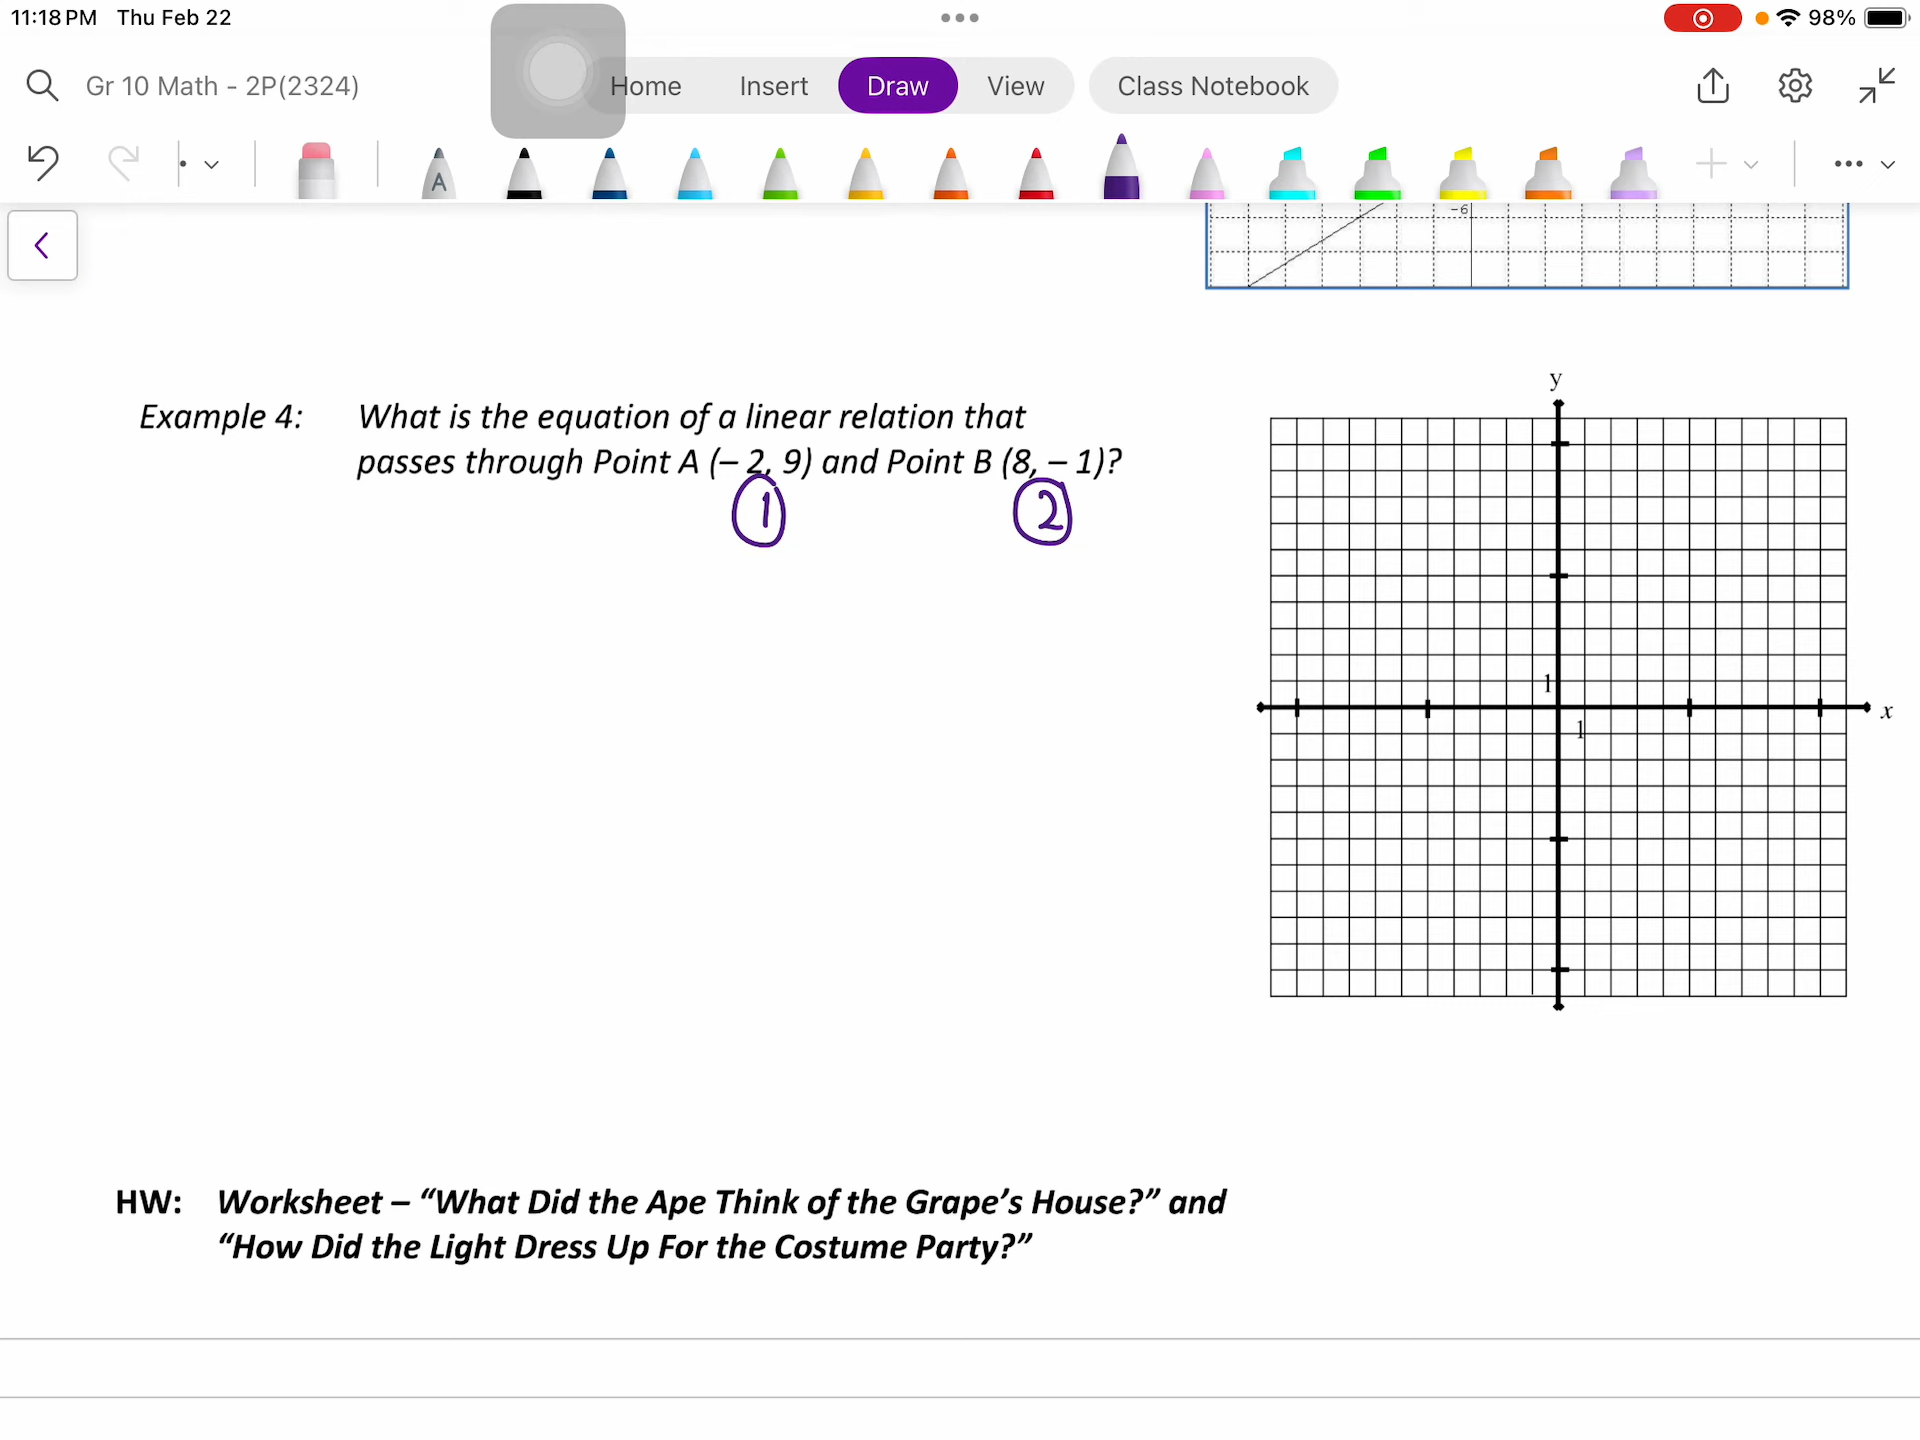 11:18 PM Thu Feb 22
98%
Gr 10 Math - 2P(2324)
Home Insert Draw View Class Notebook
A
-6
Example 4: What is the equation of a linear relation that
passes through Point A (– 2, 9) and Point B (8, – 1)?
1 2
y
1
x
1
HW: Worksheet – “What Did the Ape Think of the Grape’s House?” and
“How Did the Light Dress Up For the Costume Party?”